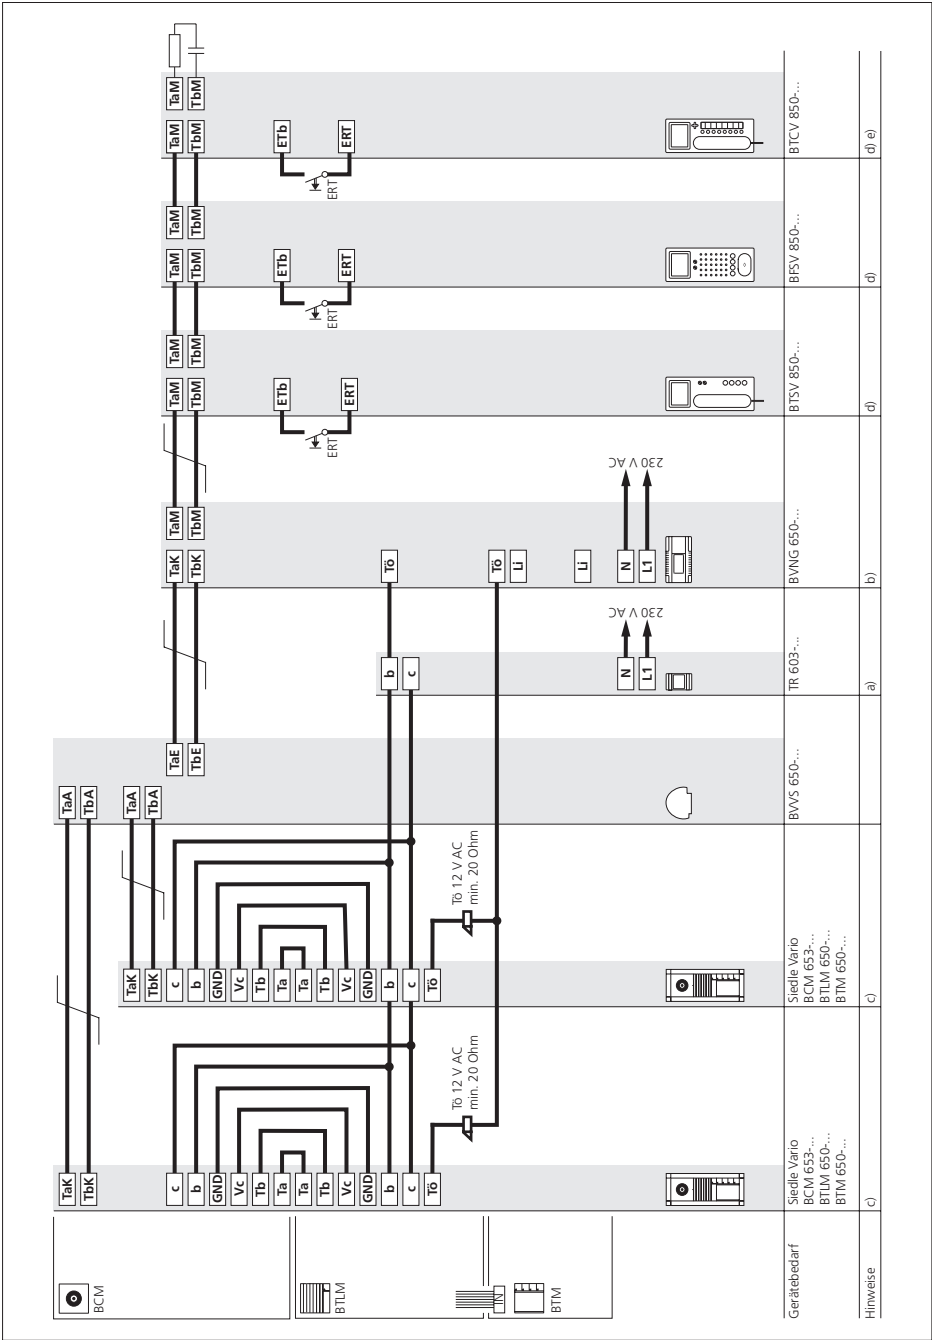 BCM
TaK TaA
TbK TbA
TaK TaA
TbK TbA
c c TaE TaK TaM TaM TaM TaM TaM TaM TaM
b b TbE TbK TbM TbM TbM TbM TbM TbM TbM
GND GND
Vc Vc
Tb Tb
Ta Ta ETb ETb ETb
Ta Ta
Tb Tb
ERT ERT ERT
BTLM
Vc Vc ERT ERT ERT
GND GND
b b b Tö
c c c
Tö Tö
Tö 12 V AC
min. 20 Ohm
Tö 12 V AC
min. 20 Ohm
IN
Tö
Li
BTM
Li
N N
L1 L1
230 V AC
230 V AC
Gerätebedarf
Siedle Vario
BCM 653-...
BTLM 650-...
BTM 650-...
Siedle Vario
BCM 653-...
BTLM 650-...
BTM 650-...
BVVS 650-...
TR 603-...
BVNG 650-...
BTSV 850-...
BFSV 850-...
BTCV 850-...
Hinweise
c)
c)
a)
b)
d)
d)
d) e)